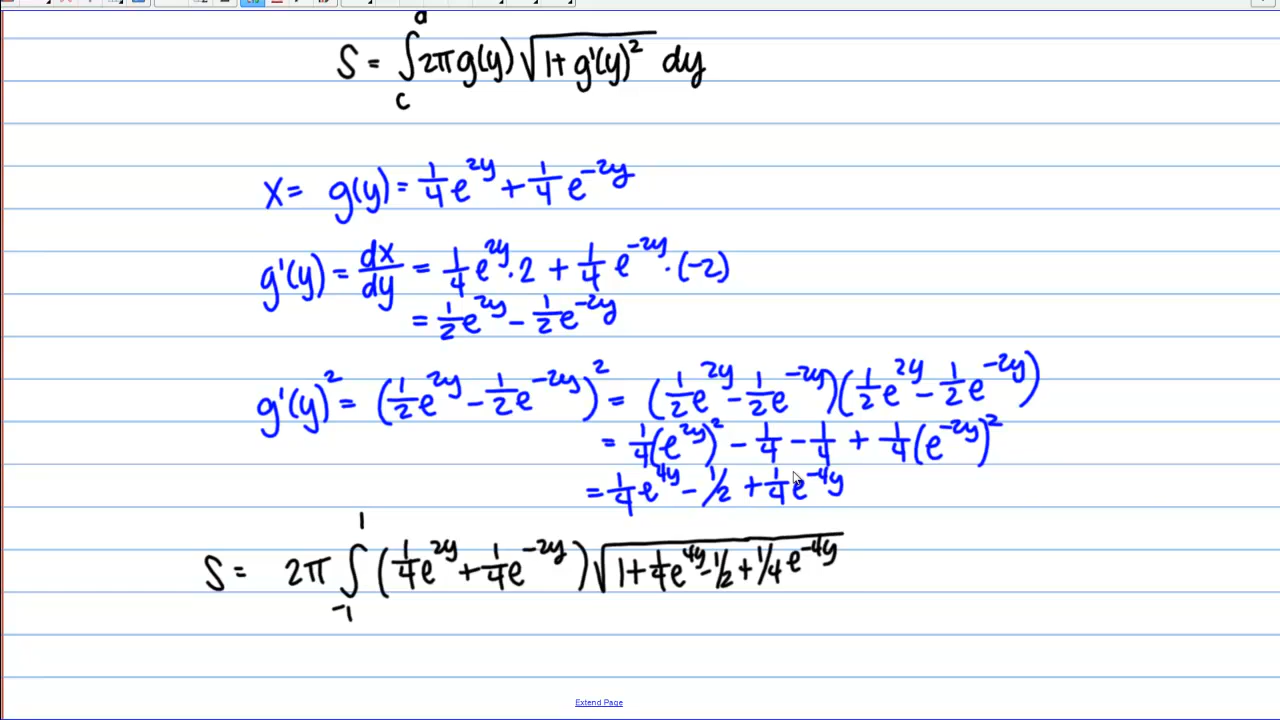 S = ∫_c^d 2πg(y) √(1+g'(y)²) dy
x = g(y) = 1/4 e^{2y} + 1/4 e^{-2y}
g'(y) = dx/dy = 1/4 e^{2y}·2 + 1/4 e^{-2y}·(-2)
= 1/2 e^{2y} - 1/2 e^{-2y}
g'(y)² = (1/2 e^{2y} - 1/2 e^{-2y})² = (1/2 e^{2y} - 1/2 e^{-2y})(1/2 e^{2y} - 1/2 e^{-2y})
= 1/4 (e^{2y})² - 1/4 - 1/4 + 1/4 (e^{-2y})²
= 1/4 e^{4y} - 1/2 + 1/4 e^{-4y}
S = 2π ∫_{-1}^{1} (1/4 e^{2y} + 1/4 e^{-2y}) √(1 + 1/4 e^{4y} - 1/2 + 1/4 e^{-4y})
Extend Page